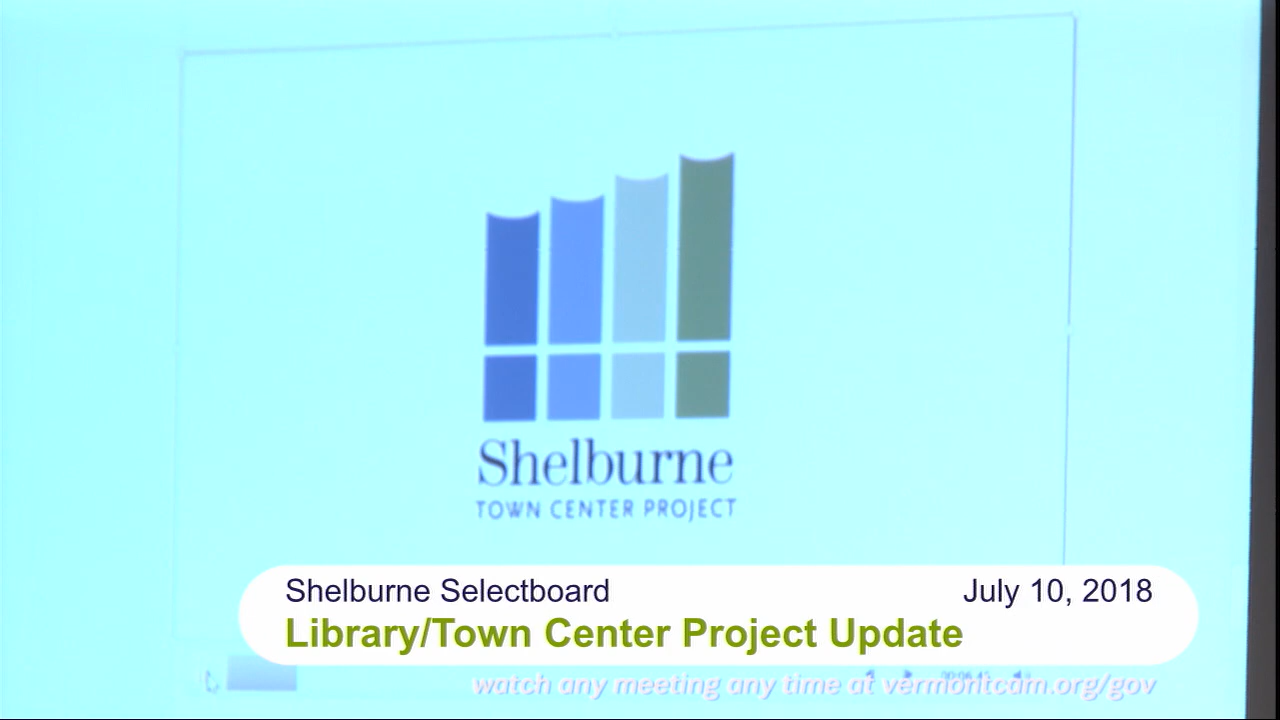 Shelburne
TOWN CENTER PROJECT
Shelburne Selectboard
July 10, 2018
Library/Town Center Project Update
watch any meeting any time at vermontcam.org/gov